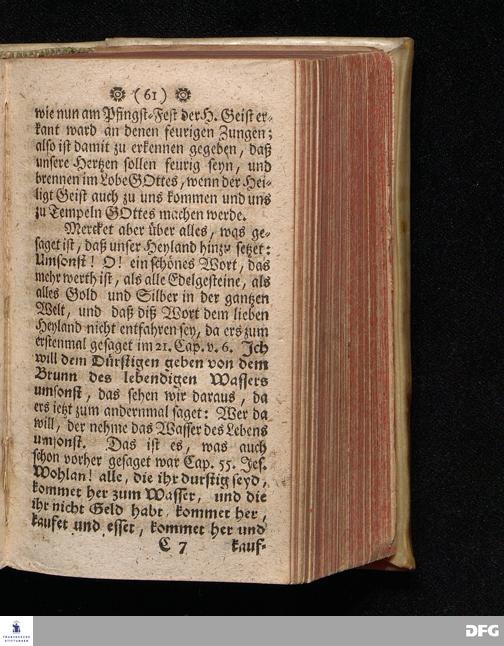 (61)
wie nun am Pfingst-Fest der H. Geist er-
kant ward an denen feurigen Zungen;
also ist damit zu erkennen gegeben, daß
unsere Hertzen sollen feurig seyn, und
brennen im Lobe GOttes, wenn der Hei-
ligt Geist auch zu uns kommen und uns
zu Tempeln GOttes machen werde.
Mercket aber über alles, was ge-
saget ist, daß unser Heyland hinzu setzet:
Umsonst! O! ein schönes Wort, das
mehr werth ist, als alle Edelgesteine, als
alles Gold und Silber in der gantzen
Welt, und daß diß Wort dem lieben
Heyland nicht entfahren sey, da ers zum
erstenmal gesaget im 21. Cap. v. 6. Ich
will dem Dürstigen geben von dem
Brunn des lebendigen Wassers
umsonst, das sehen wir daraus, da
ers jetzt zum andernmal saget: Wer da
will, der nehme das Wasser des Lebens
umsonst. Das ist es, was auch
schon vorher gesaget war Cap. 55. Jes.
Wohlan! alle, die ihr durstig seyd,
kommet her zum Wasser, und die
ihr nicht Geld habt, kommet her,
kaufet und esset, kommet her und
C 7 kauf-
FRANCKESCHE
STIFTUNGEN
DFG